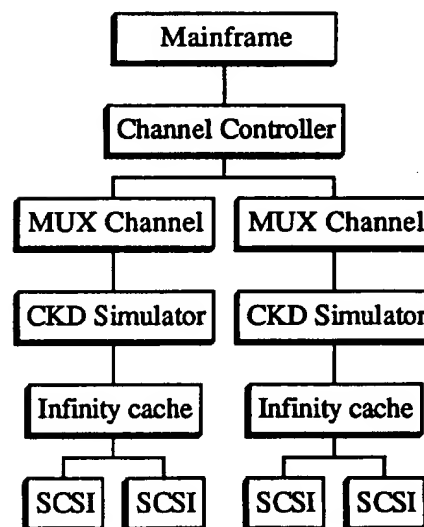 Mainframe
Channel Controller
MUX Channel MUX Channel
CKD Simulator CKD Simulator
Infinity cache Infinity cache
SCSI SCSI SCSI SCSI